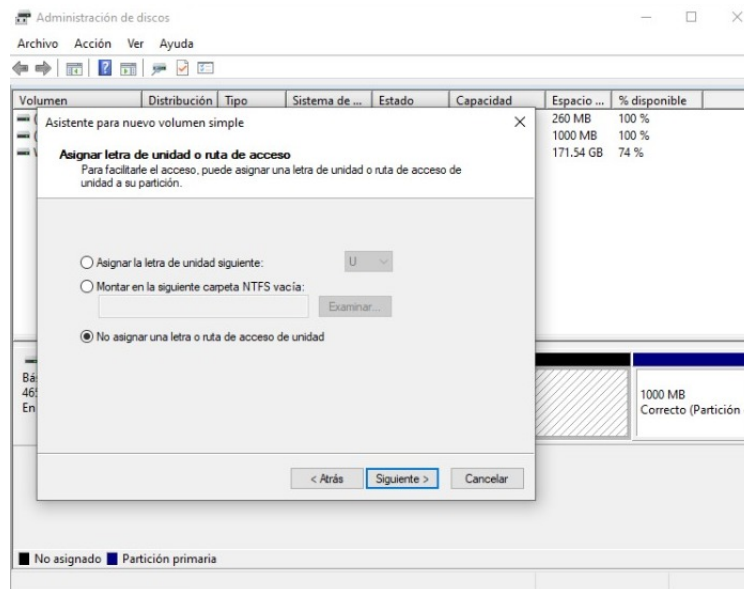 Administración de discos
Archivo Acción Ver Ayuda
Volumen Distribución Tipo Sistema de ... Estado Capacidad Espacio ... % disponible
260 MB 100 %
1000 MB 100 %
171.54 GB 74 %
Asistente para nuevo volumen simple
Asignar letra de unidad o ruta de acceso
Para facilitarle el acceso, puede asignar una letra de unidad o ruta de acceso de
unidad a su partición.
Asignar la letra de unidad siguiente: U
Montar en la siguiente carpeta NTFS vacía:
Examinar...
No asignar una letra o ruta de acceso de unidad
< Atrás Siguiente > Cancelar
Bá
En
1000 MB
Correcto (Partición
No asignado Partición primaria